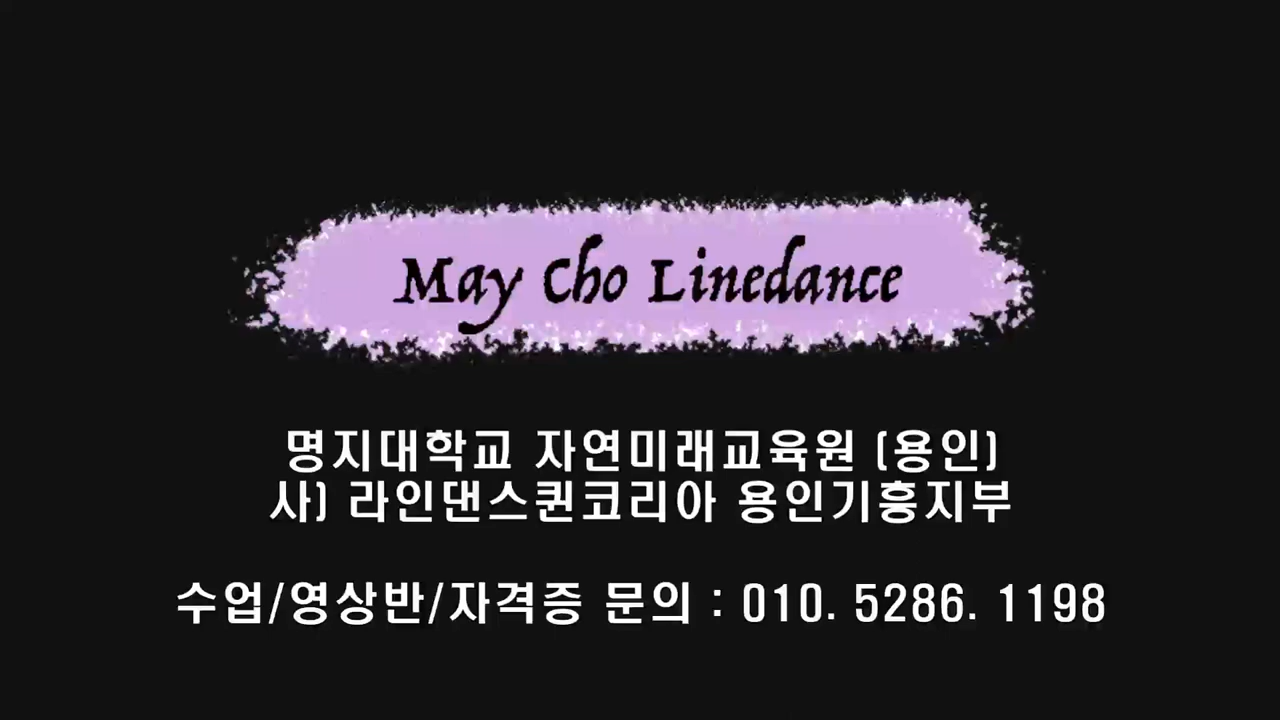 May Cho Linedance
명지대학교 자연미래교육원 (용인)
사) 라인댄스퀸코리아 용인기흥지부
수업/영상반/자격증 문의 : 010. 5286. 1198